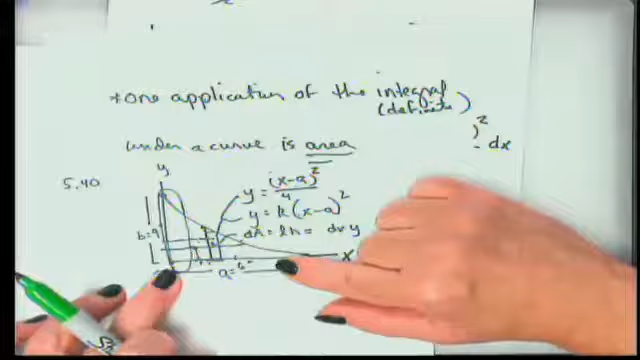 *one application of the integral
(definite)
under a curve is area
)² dx
5.40
y
y = (x-a)²/4
y = k(x-a)²
b=9"
dA = lh = dx y
x
a=6"